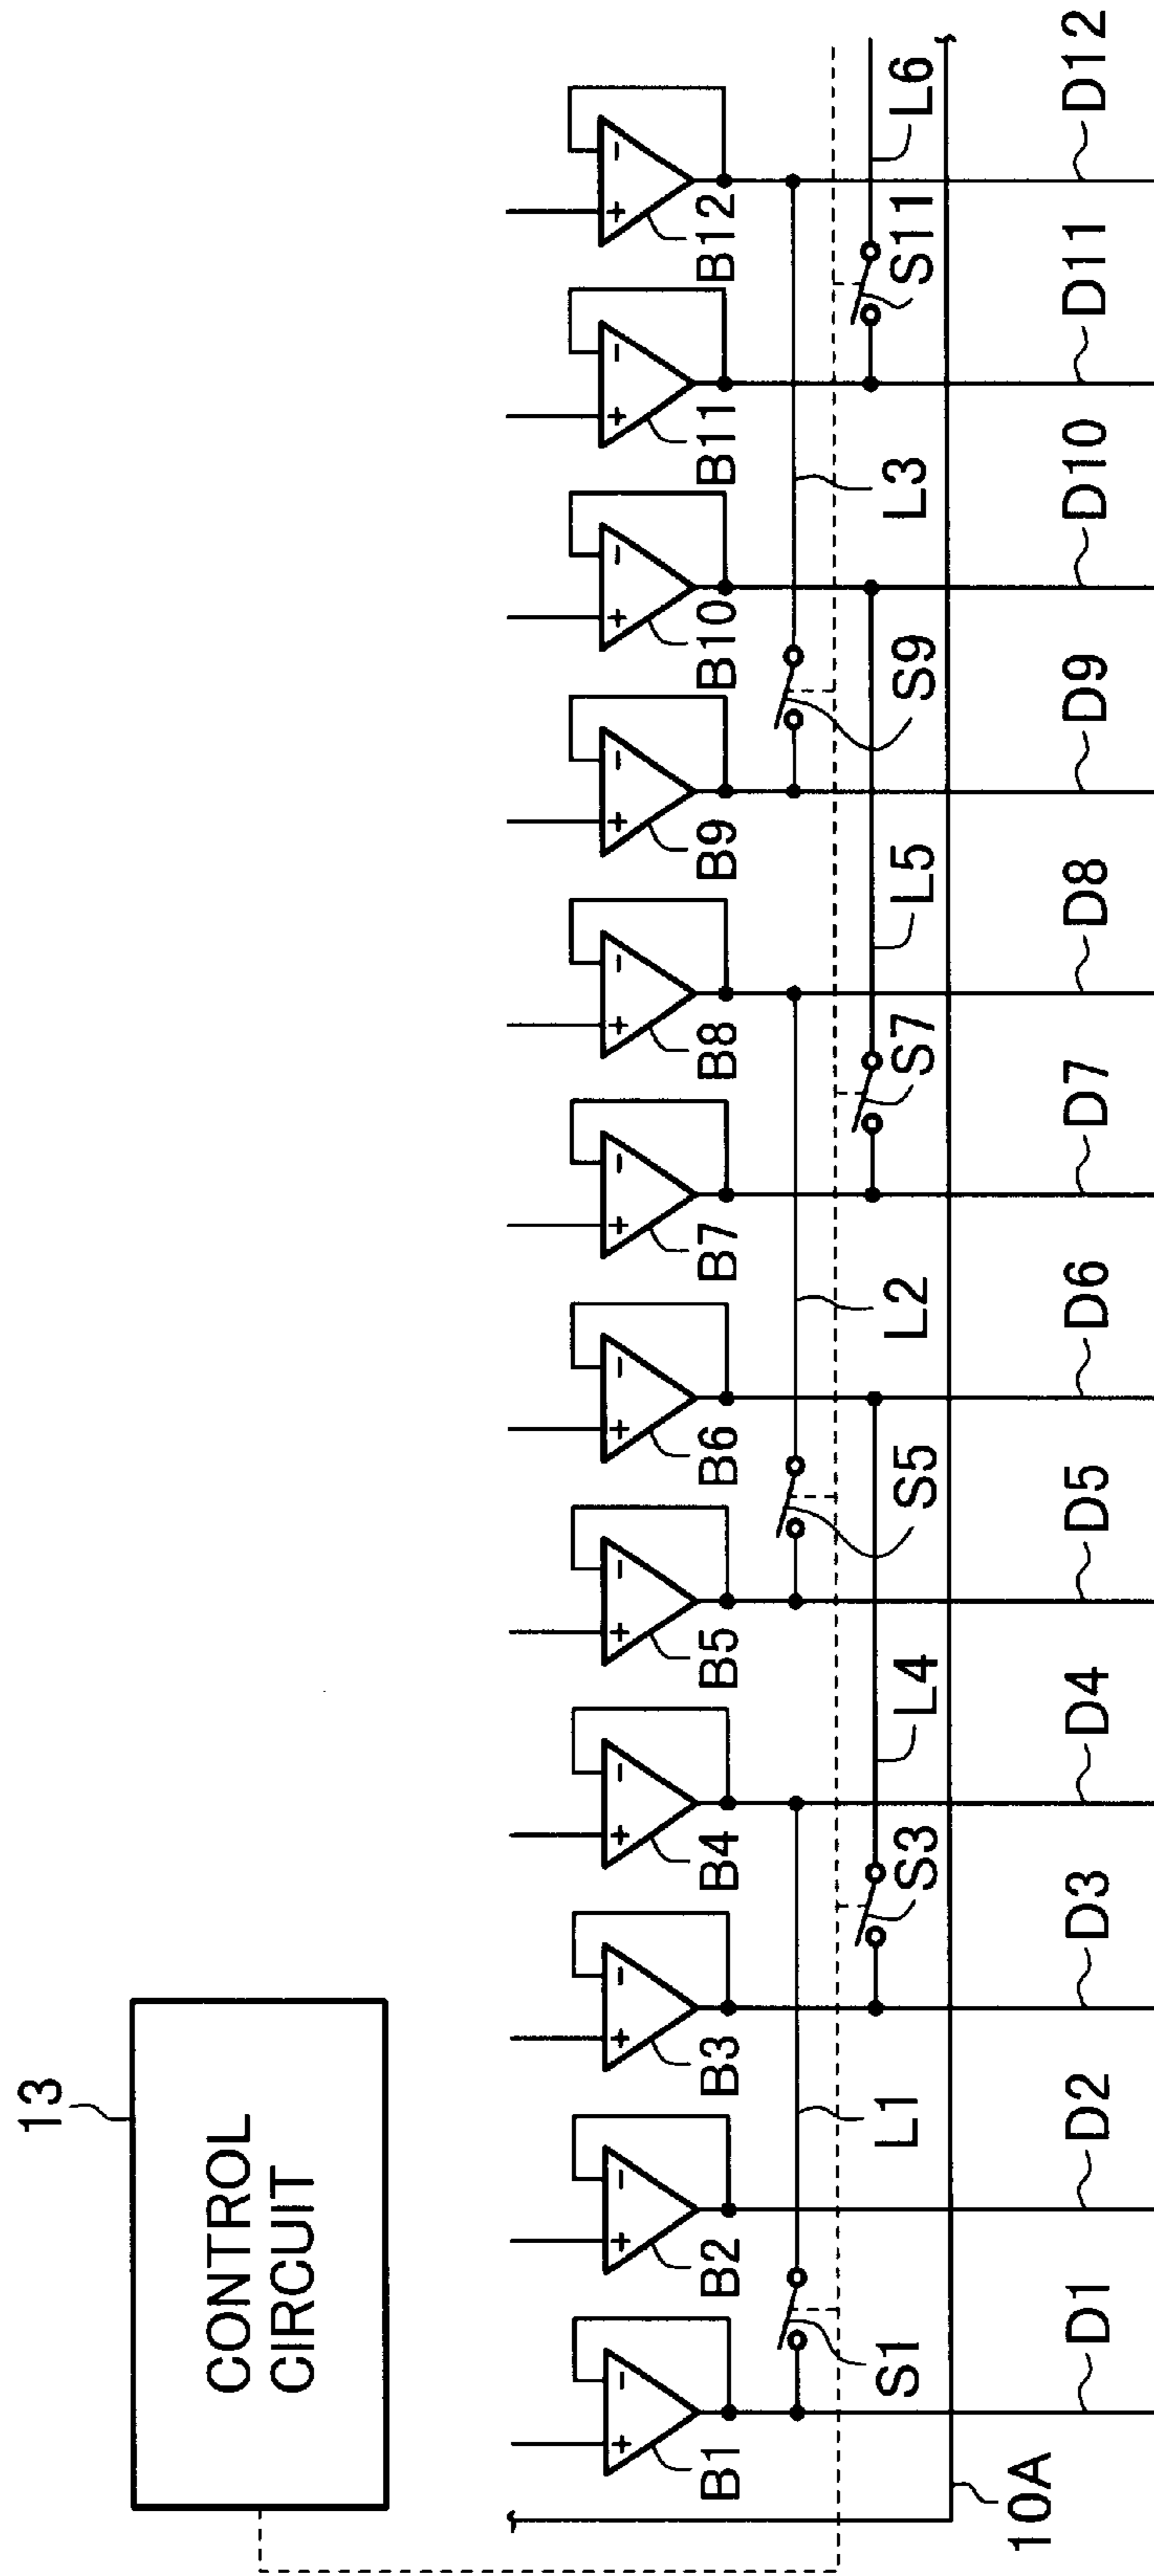 13
CONTROL
CIRCUIT
+ − + − + − + − + − + − + − + − + − + − + − + −
B1 B2 B3 B4 B5 B6 B7 B8 B9 B10 B11 B12
S1 L1 S3 L4 S5 L2 S7 L5 S9 L3 S11 L6
10A
D1 D2 D3 D4 D5 D6 D7 D8 D9 D10 D11 D12